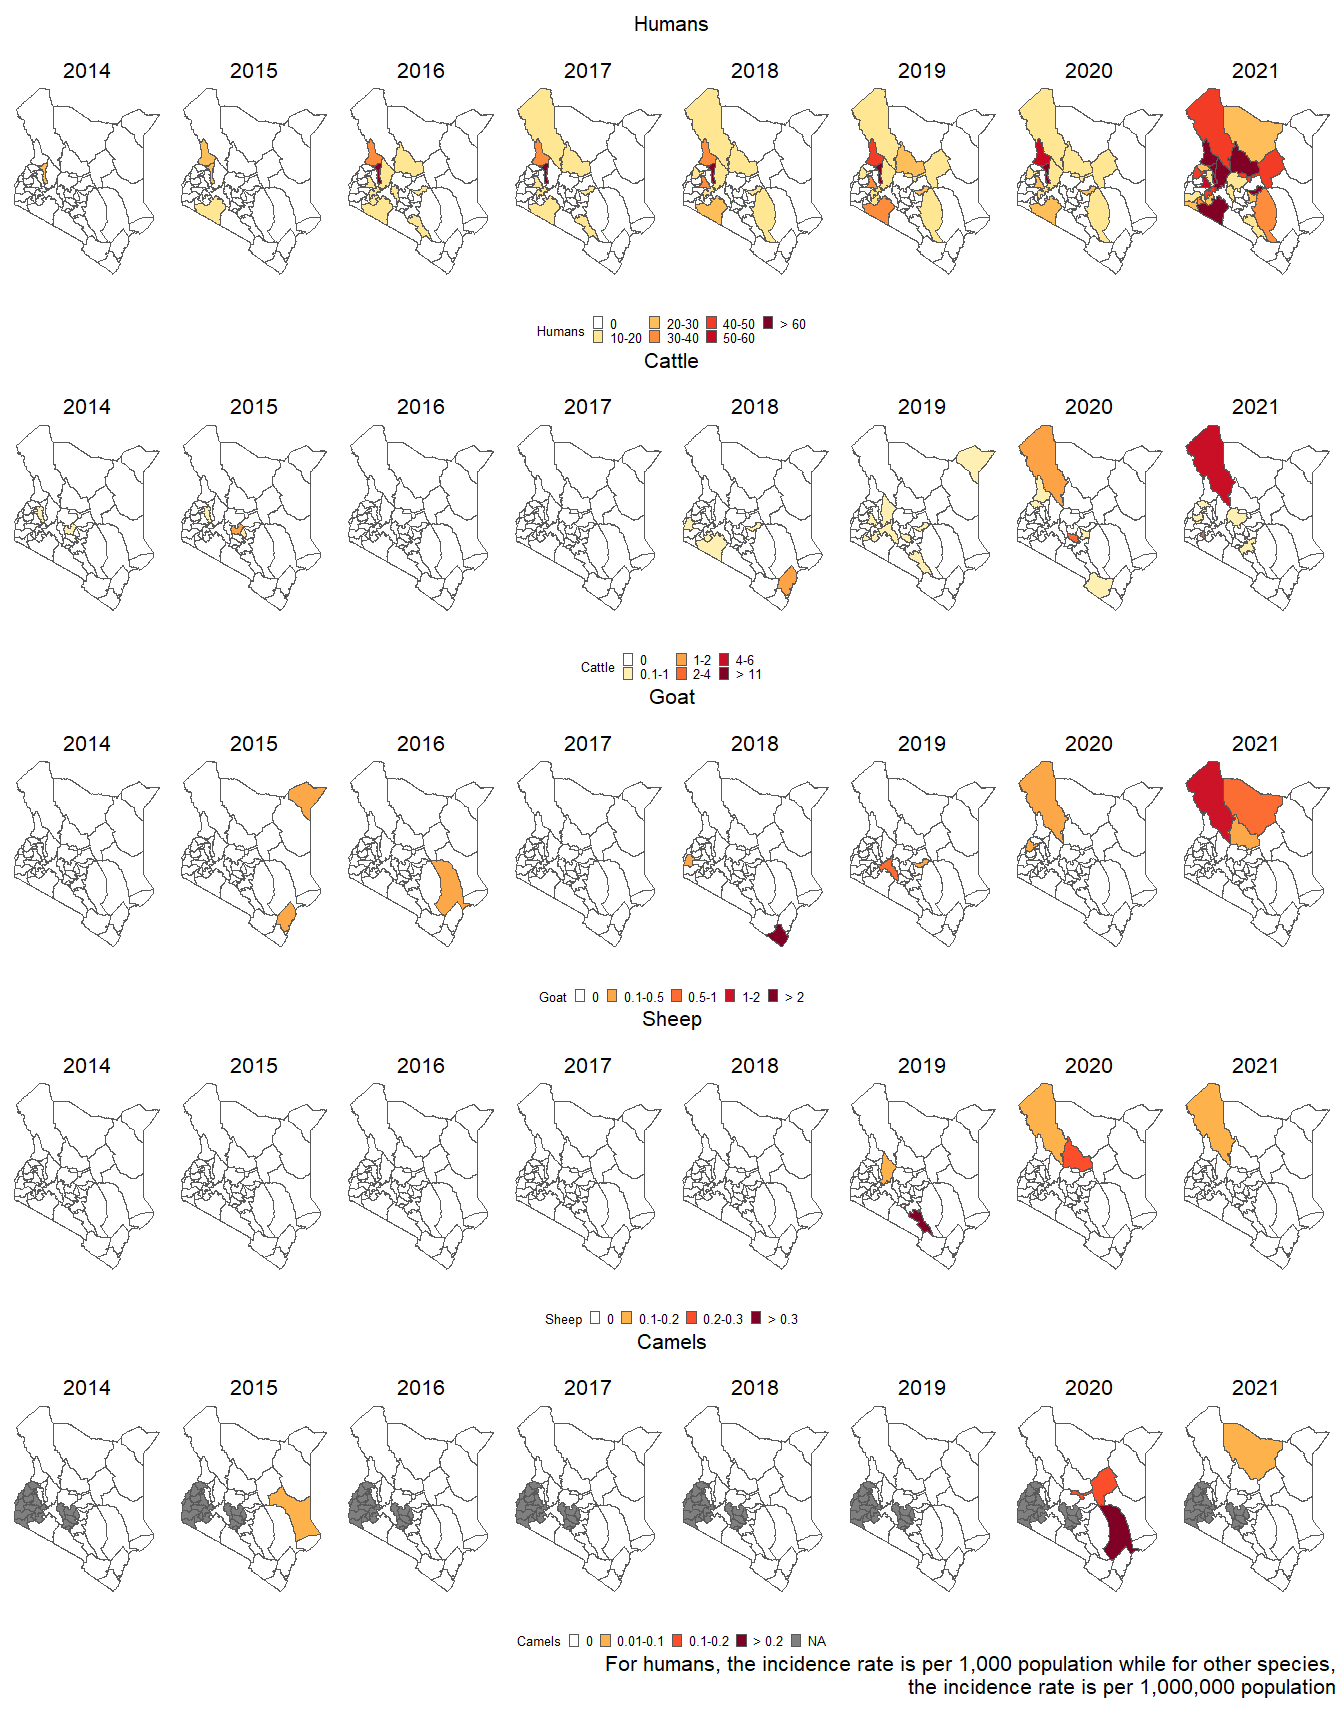 Humans
2014 2015 2016 2017 2018 2019 2020 2021
Humans 0 20-30 40-50 > 60
10-20 30-40 50-60
Cattle
2014 2015 2016 2017 2018 2019 2020 2021
Cattle 0 1-2 4-6
0.1-1 2-4 > 11
Goat
2014 2015 2016 2017 2018 2019 2020 2021
Goat 0 0.1-0.5 0.5-1 1-2 > 2
Sheep
2014 2015 2016 2017 2018 2019 2020 2021
Sheep 0 0.1-0.2 0.2-0.3 > 0.3
Camels
2014 2015 2016 2017 2018 2019 2020 2021
Camels 0 0.01-0.1 0.1-0.2 > 0.2 NA
For humans, the incidence rate is per 1,000 population while for other species,
the incidence rate is per 1,000,000 population